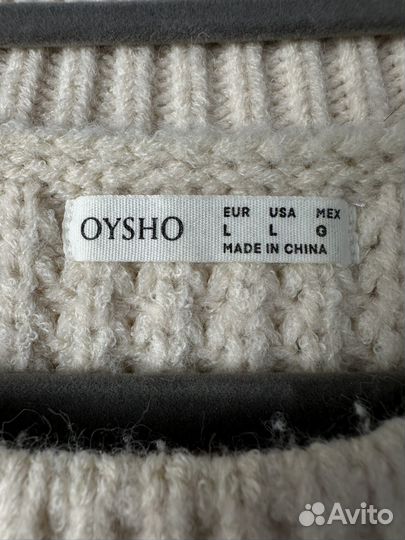 OYSHO
EUR USA MEX
L L G
MADE IN CHINA
Avito